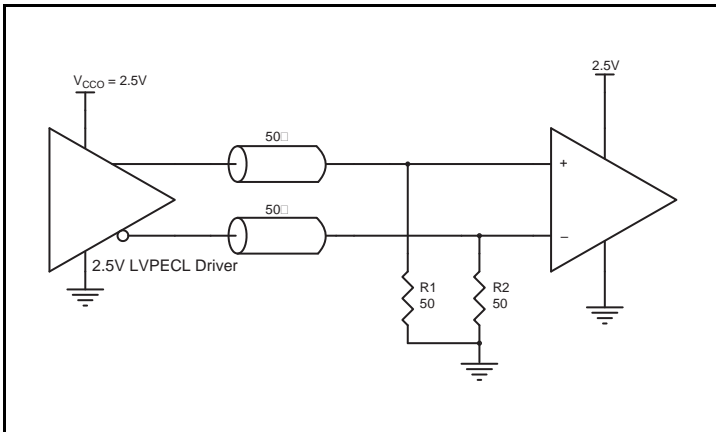 V_CCO = 2.5V
2.5V
50□
+
50□
–
2.5V LVPECL Driver
R1
50
R2
50